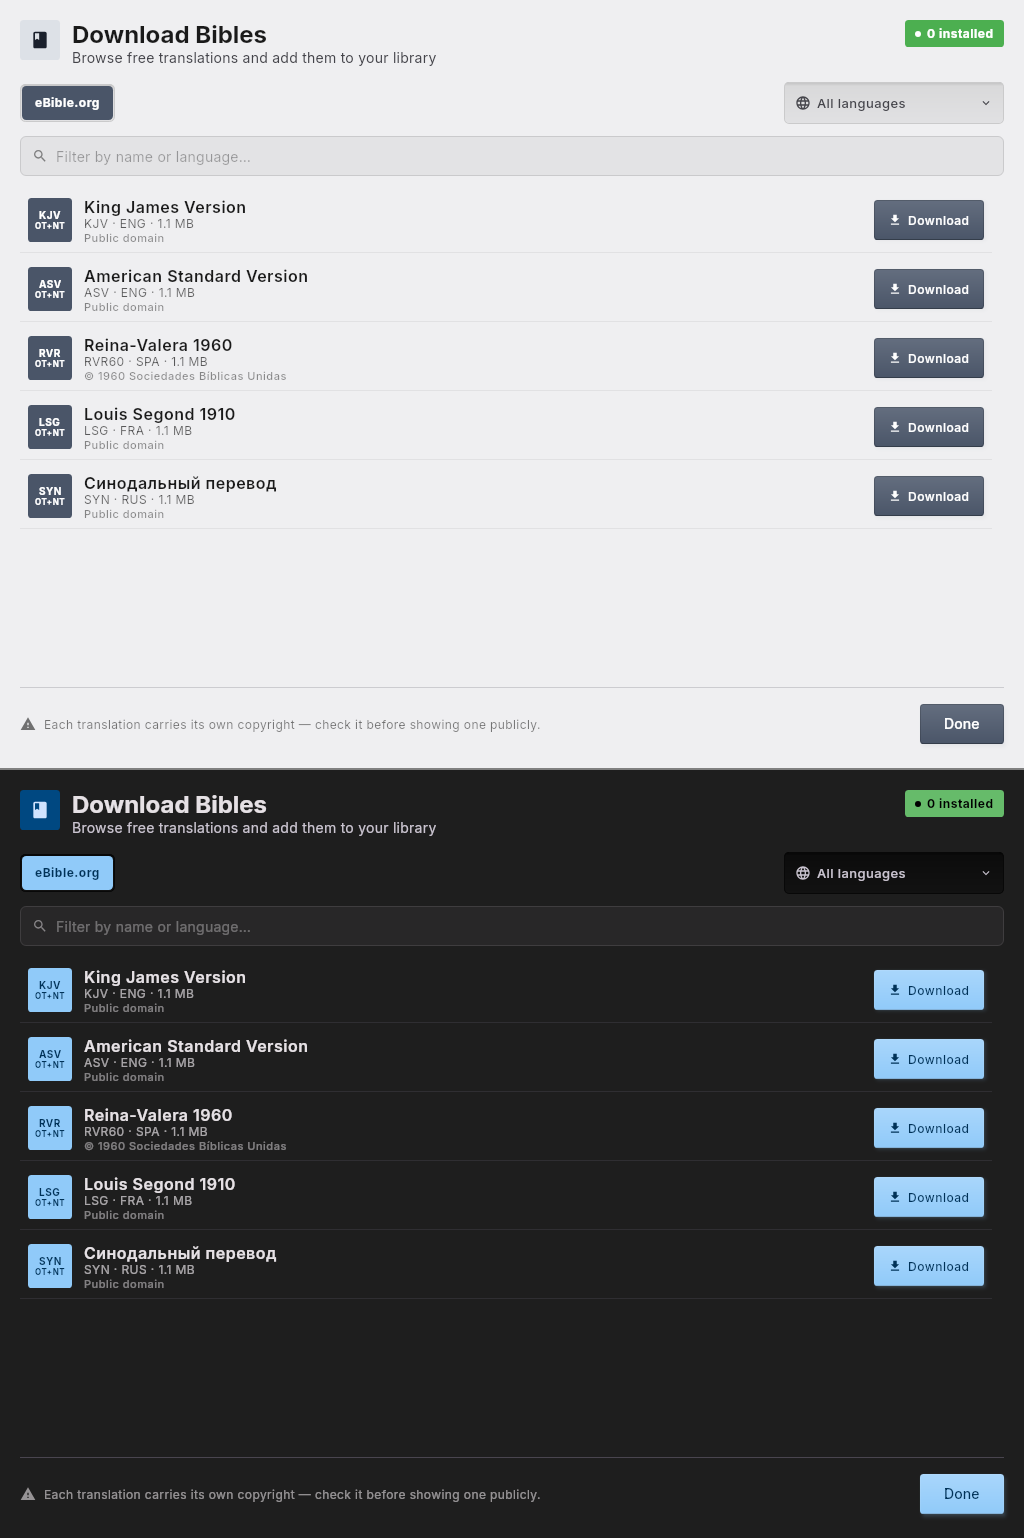 Download Bibles
0 installed
Browse free translations and add them to your library
eBible.org
All languages
Filter by name or language...
KJV
OT+NT
King James Version
KJV · ENG · 1.1 MB
Public domain
Download
ASV
OT+NT
American Standard Version
ASV · ENG · 1.1 MB
Public domain
Download
RVR
OT+NT
Reina-Valera 1960
RVR60 · SPA · 1.1 MB
© 1960 Sociedades Bíblicas Unidas
Download
LSG
OT+NT
Louis Segond 1910
LSG · FRA · 1.1 MB
Public domain
Download
SYN
OT+NT
Синодальный перевод
SYN · RUS · 1.1 MB
Public domain
Download
Each translation carries its own copyright — check it before showing one publicly.
Done
Download Bibles
0 installed
Browse free translations and add them to your library
eBible.org
All languages
Filter by name or language...
KJV
OT+NT
King James Version
KJV · ENG · 1.1 MB
Public domain
Download
ASV
OT+NT
American Standard Version
ASV · ENG · 1.1 MB
Public domain
Download
RVR
OT+NT
Reina-Valera 1960
RVR60 · SPA · 1.1 MB
© 1960 Sociedades Bíblicas Unidas
Download
LSG
OT+NT
Louis Segond 1910
LSG · FRA · 1.1 MB
Public domain
Download
SYN
OT+NT
Синодальный перевод
SYN · RUS · 1.1 MB
Public domain
Download
Each translation carries its own copyright — check it before showing one publicly.
Done